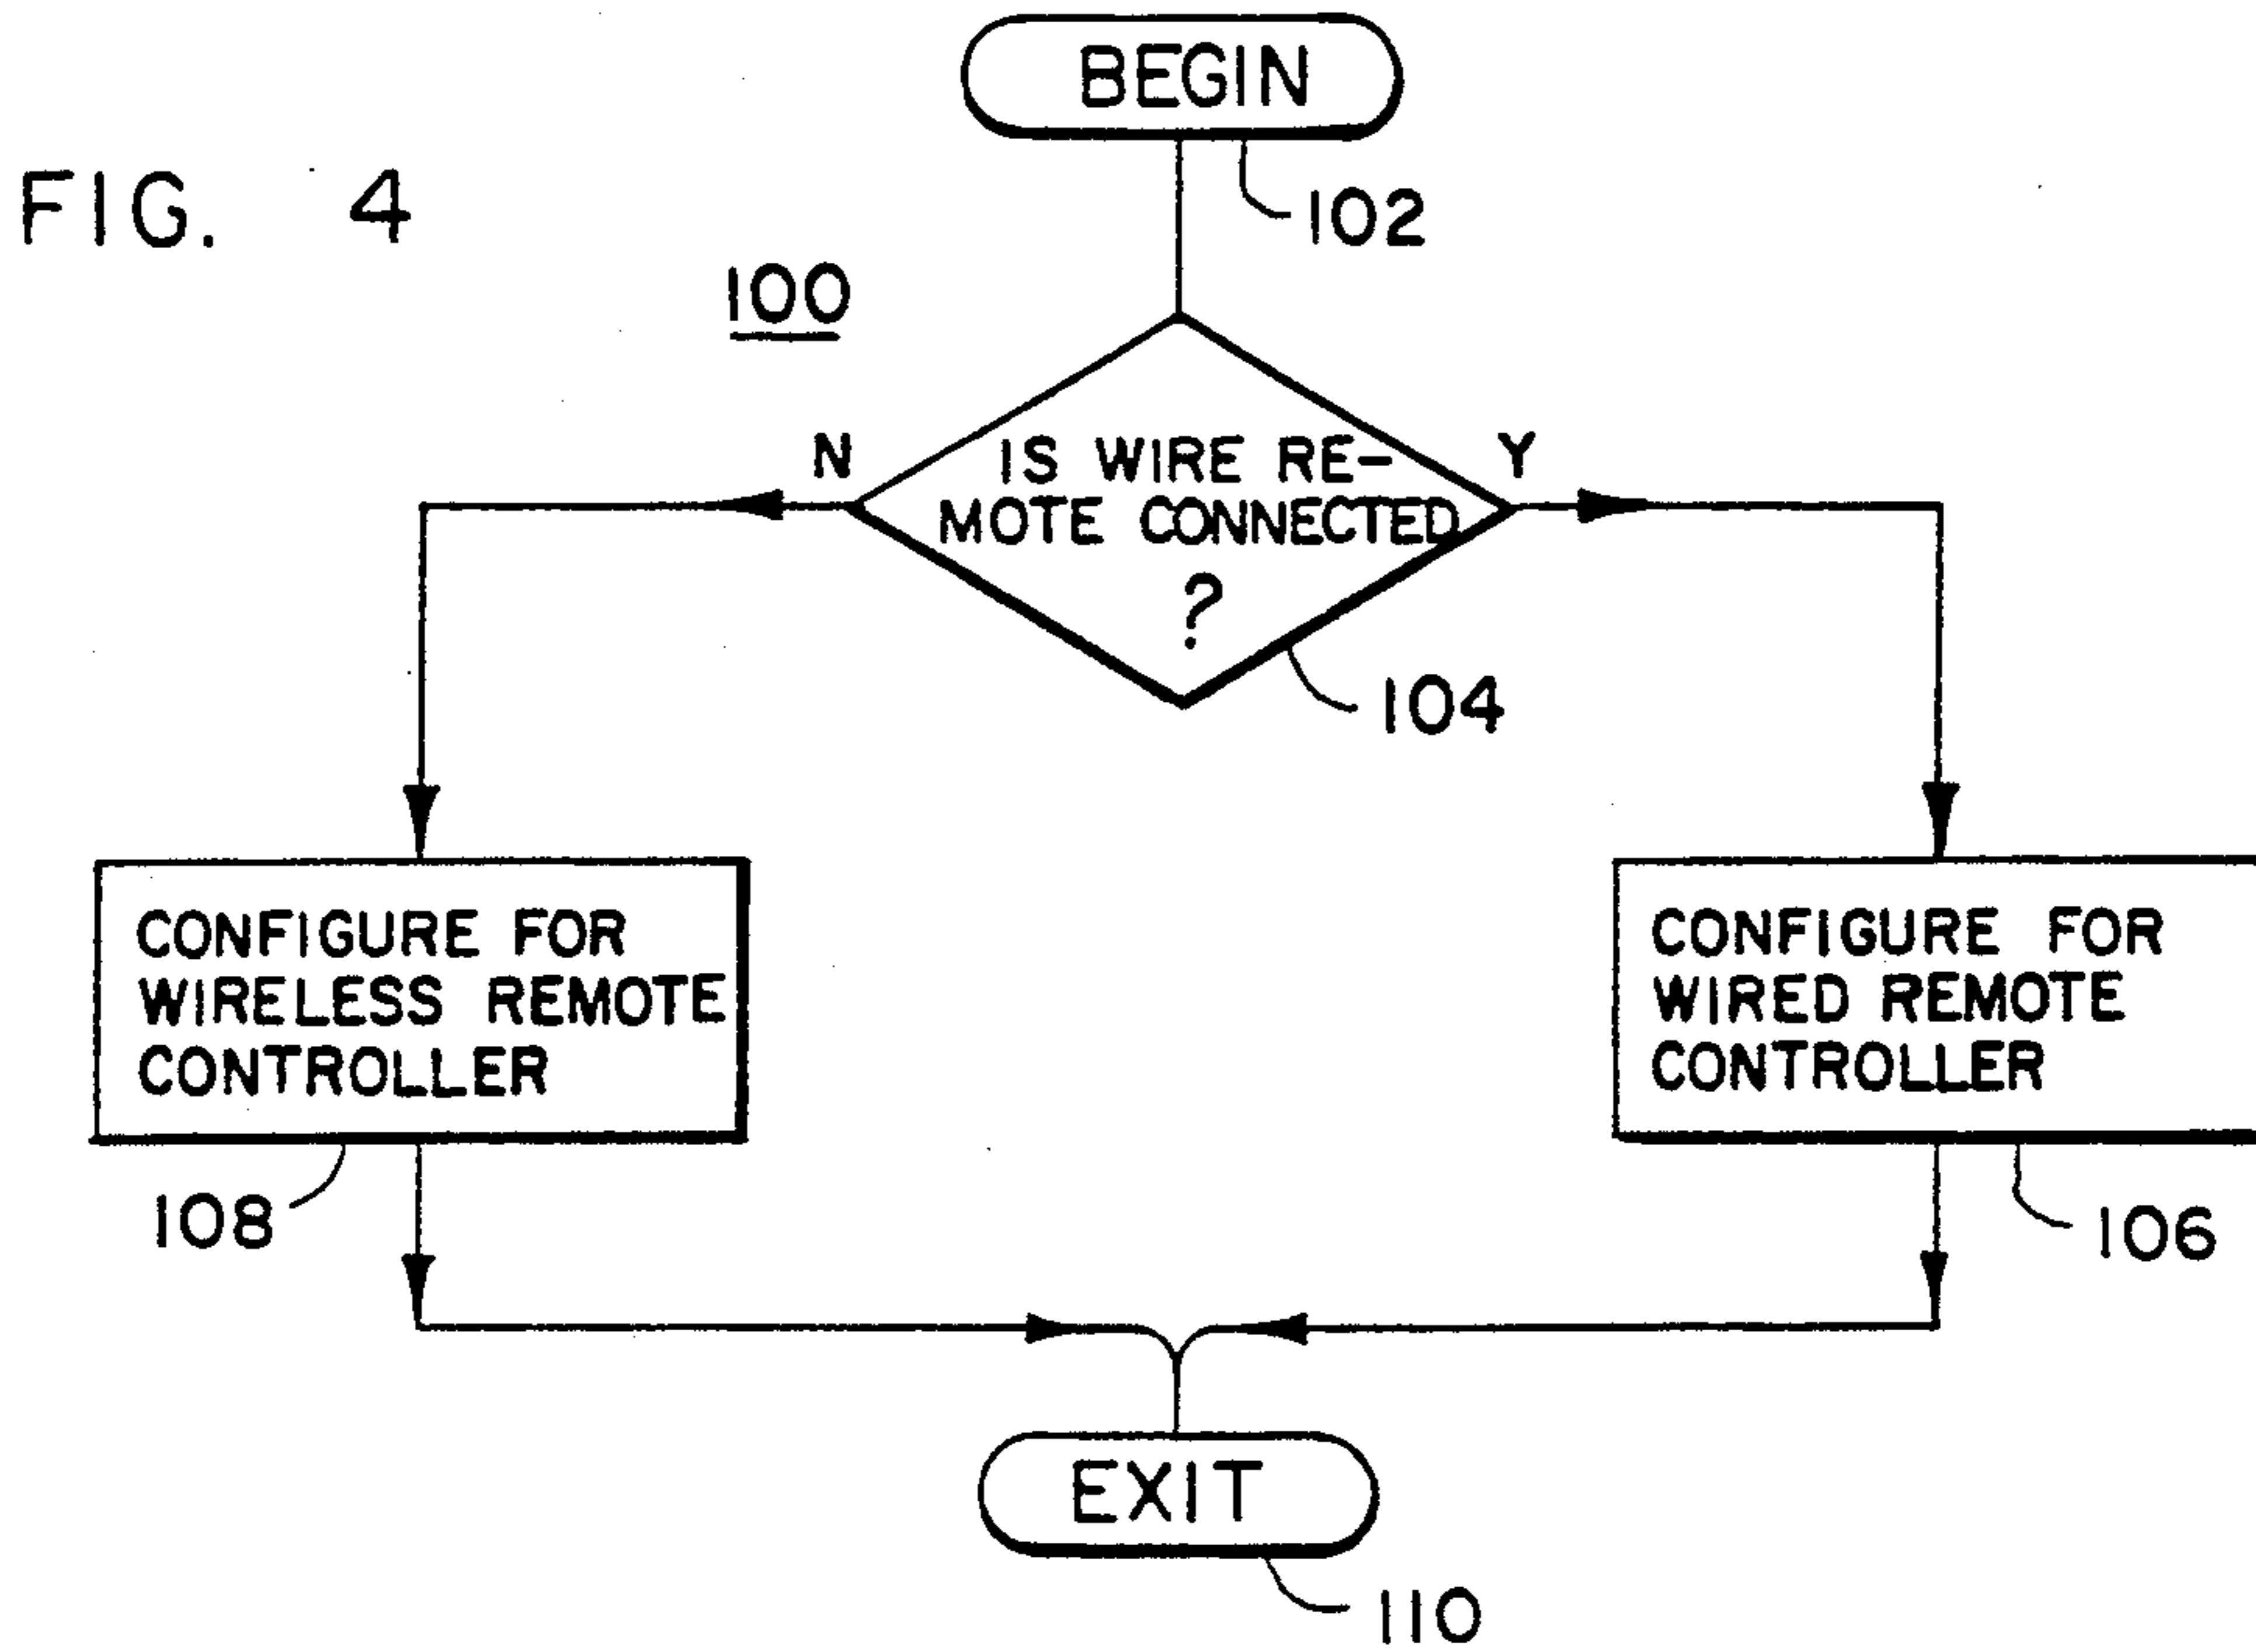 BEGIN
102
FIG. 4
100
N
Y
IS WIRE RE-
MOTE CONNECTED
?
104
CONFIGURE FOR
WIRELESS REMOTE
CONTROLLER
108
CONFIGURE FOR
WIRED REMOTE
CONTROLLER
106
EXIT
110